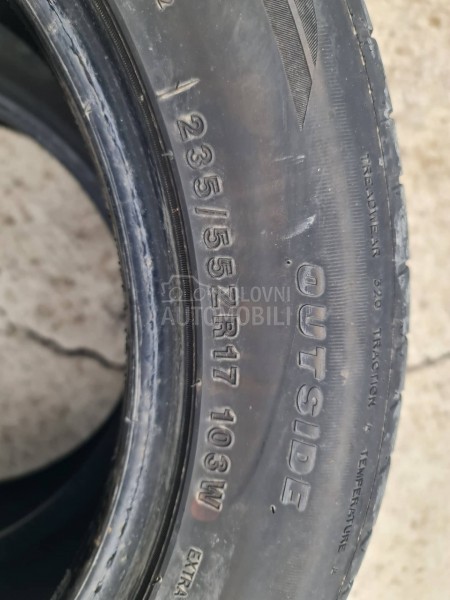 235/55ZR17 103W
EXTRA
OUTSIDE
TREADWEAR 320 TRACTION A TEMPERATURE A
POLOVNI
AUTOMOBILI